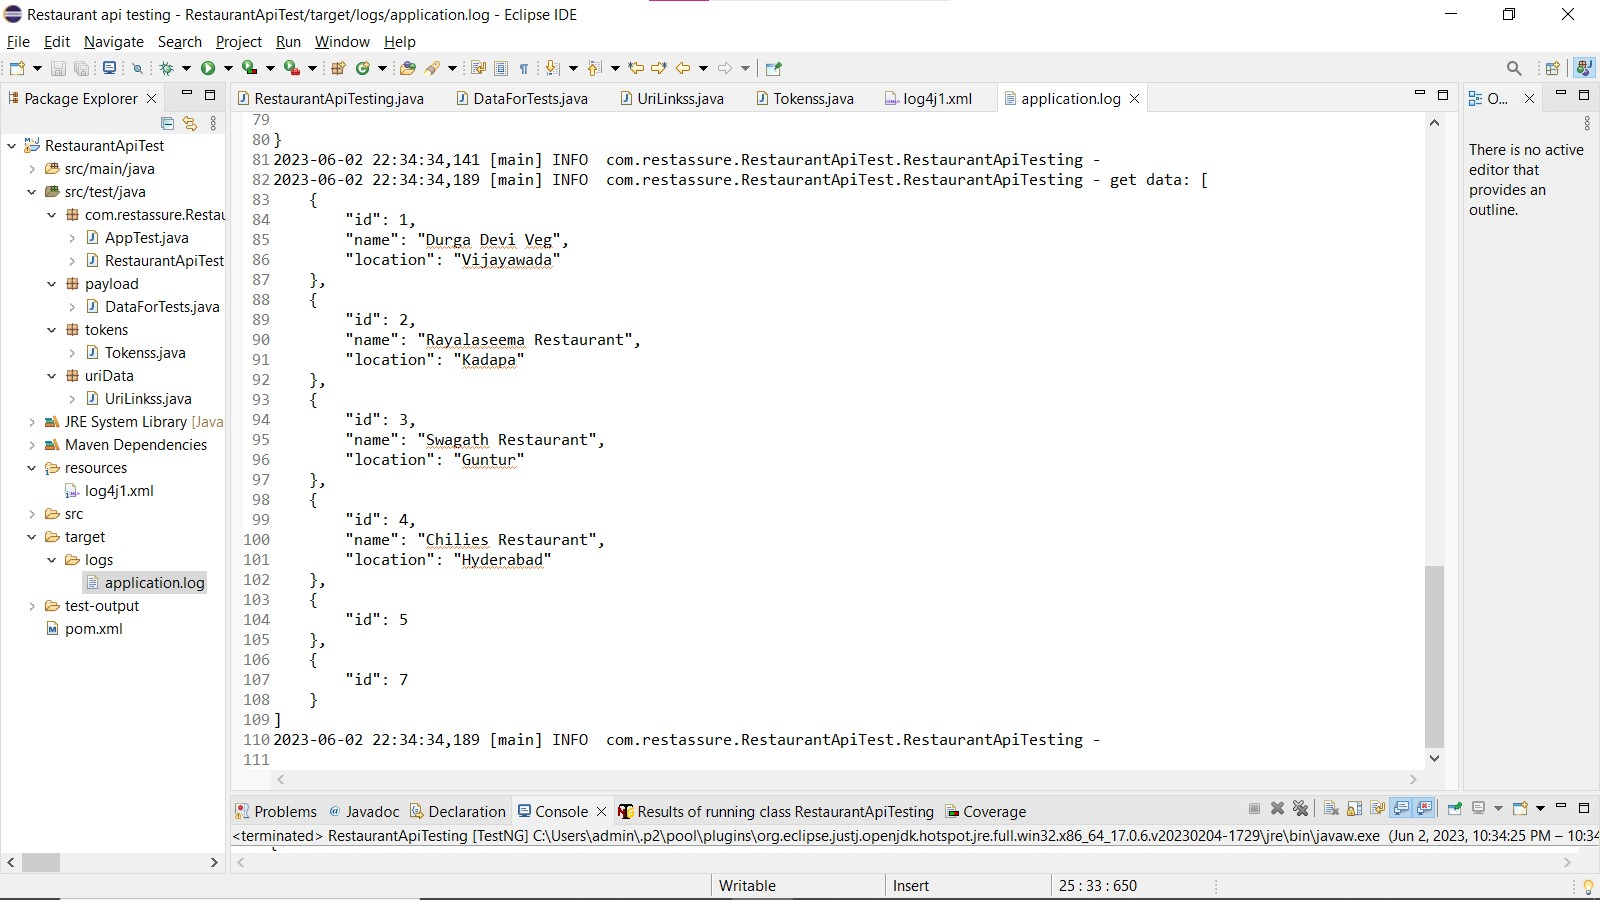 Restaurant api testing - RestaurantApiTest/target/logs/application.log - Eclipse IDE
File Edit Navigate Search Project Run Window Help
Package Explorer
RestaurantApiTest
src/main/java
src/test/java
com.restassure.Restau
AppTest.java
RestaurantApiTest
payload
DataForTests.java
tokens
Tokenss.java
uriData
UriLinkss.java
JRE System Library [Java
Maven Dependencies
resources
log4j1.xml
src
target
logs
application.log
test-output
pom.xml
RestaurantApiTesting.java DataForTests.java UriLinkss.java Tokenss.java log4j1.xml application.log
79
80 }
81 2023-06-02 22:34:34,141 [main] INFO  com.restassure.RestaurantApiTest.RestaurantApiTesting -
82 2023-06-02 22:34:34,189 [main] INFO  com.restassure.RestaurantApiTest.RestaurantApiTesting - get data: [
83     {
84         "id": 1,
85         "name": "Durga Devi Veg",
86         "location": "Vijayawada"
87     },
88     {
89         "id": 2,
90         "name": "Rayalaseema Restaurant",
91         "location": "Kadapa"
92     },
93     {
94         "id": 3,
95         "name": "Swagath Restaurant",
96         "location": "Guntur"
97     },
98     {
99         "id": 4,
100         "name": "Chilies Restaurant",
101         "location": "Hyderabad"
102     },
103     {
104         "id": 5
105     },
106     {
107         "id": 7
108     }
109 ]
110 2023-06-02 22:34:34,189 [main] INFO  com.restassure.RestaurantApiTest.RestaurantApiTesting -
111
O...
There is no active
editor that
provides an
outline.
Problems Javadoc Declaration Console Results of running class RestaurantApiTesting Coverage
<terminated> RestaurantApiTesting [TestNG] C:\Users\admin\.p2\pool\plugins\org.eclipse.justj.openjdk.hotspot.jre.full.win32.x86_64_17.0.6.v20230204-1729\jre\bin\javaw.exe (Jun 2, 2023, 10:34:25 PM – 10:34
Writable Insert 25 : 33 : 650